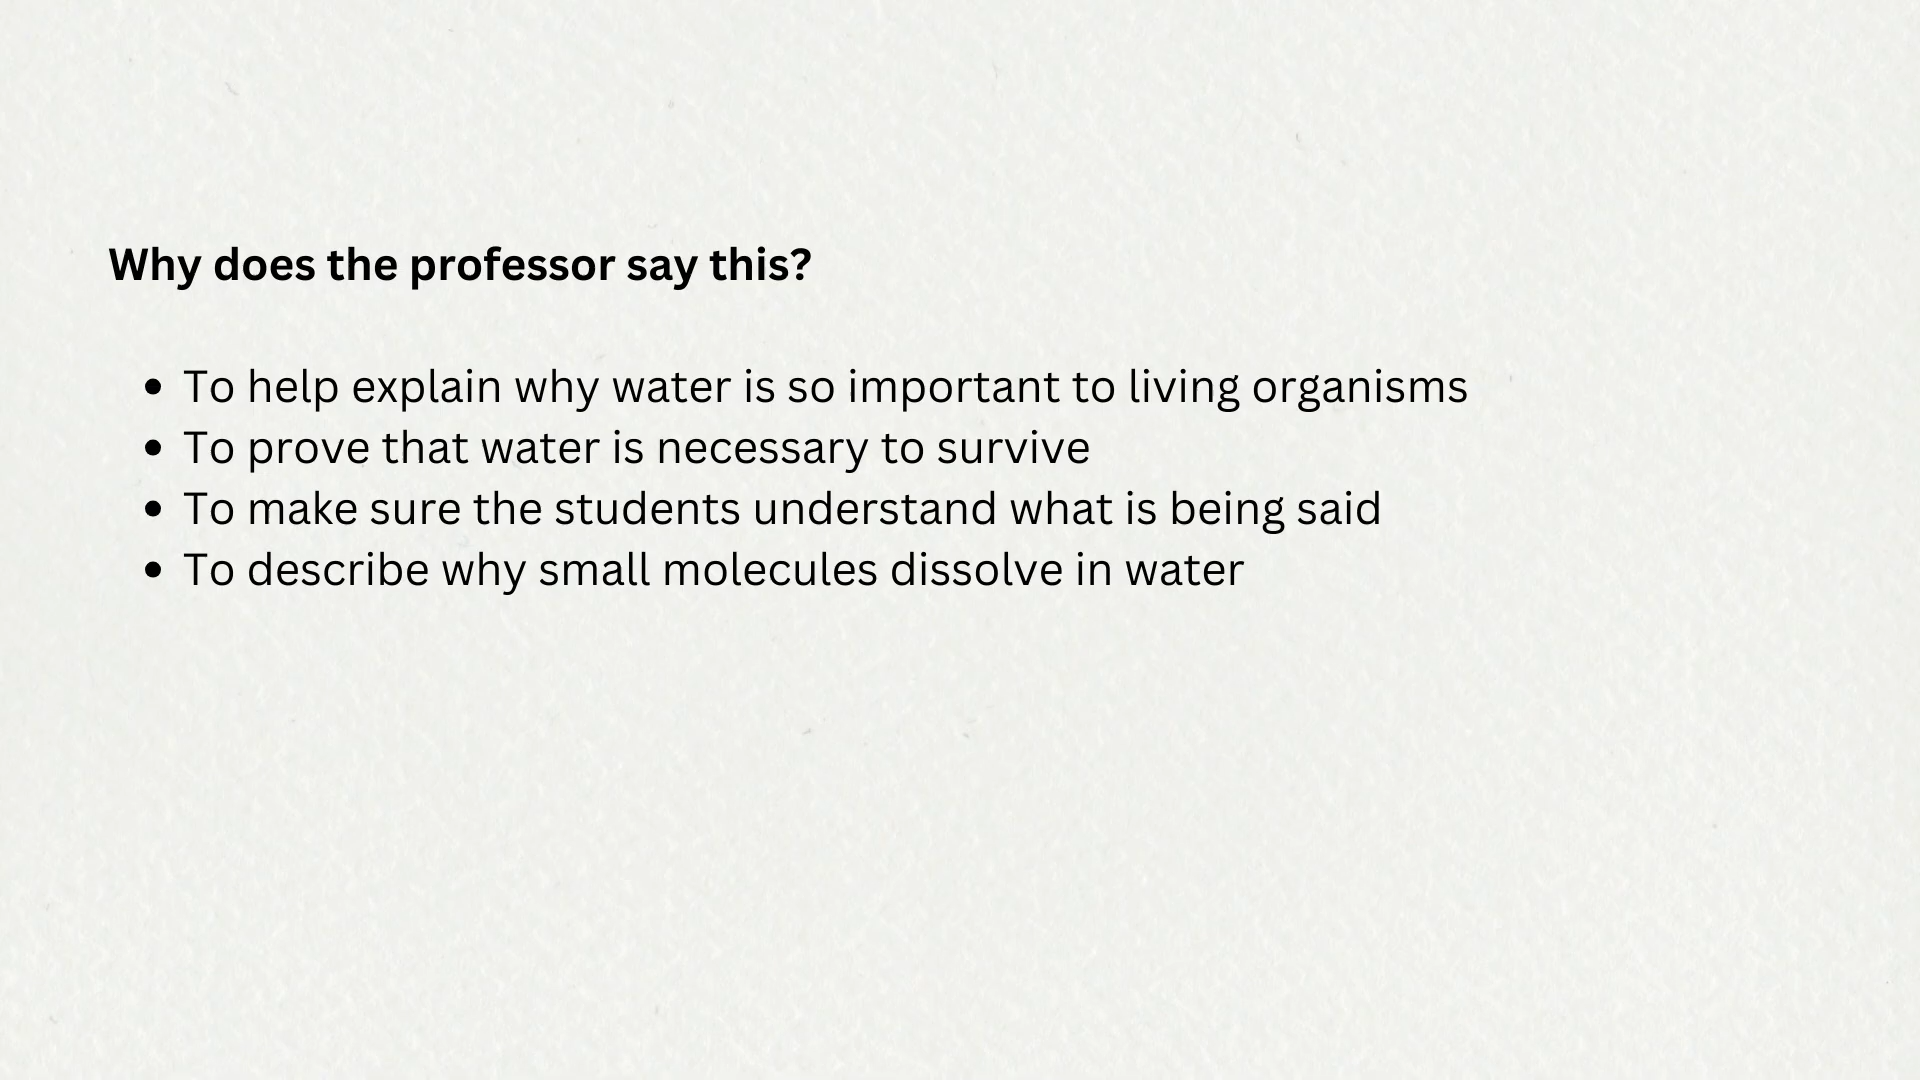 Why does the professor say this?
• To help explain why water is so important to living organisms
• To prove that water is necessary to survive
• To make sure the students understand what is being said
• To describe why small molecules dissolve in water